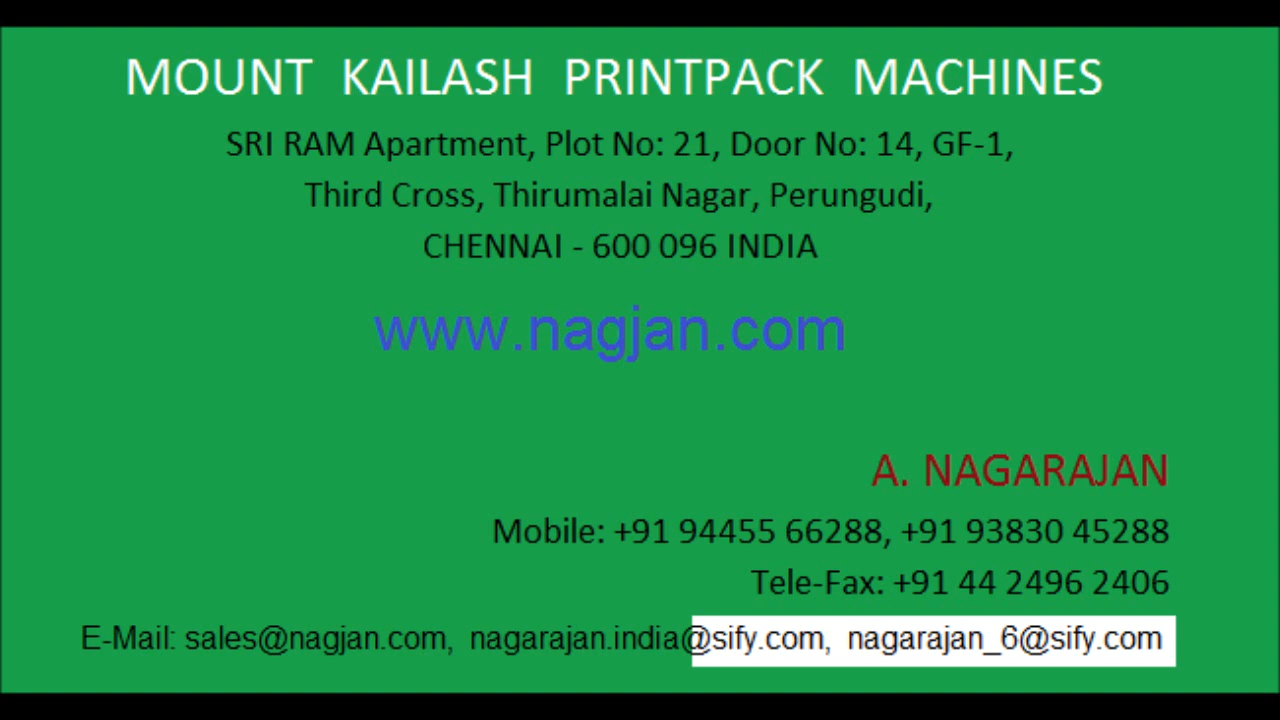 MOUNT KAILASH PRINTPACK MACHINES
SRI RAM Apartment, Plot No: 21, Door No: 14, GF-1,
Third Cross, Thirumalai Nagar, Perungudi,
CHENNAI - 600 096 INDIA
www.nagjan.com
A. NAGARAJAN
Mobile: +91 94455 66288, +91 93830 45288
Tele-Fax: +91 44 2496 2406
E-Mail: sales@nagjan.com, nagarajan.india@sify.com, nagarajan_6@sify.com